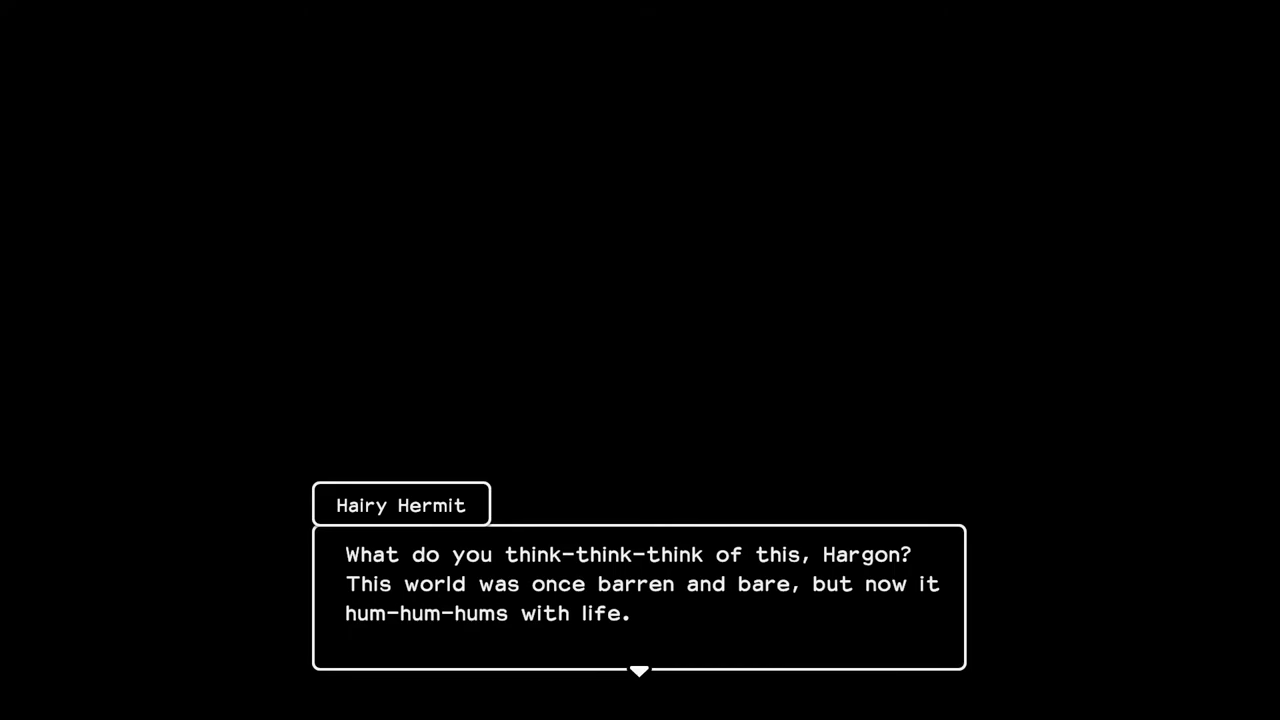 Hairy Hermit
What do you think-think-think of this, Hargon?
This world was once barren and bare, but now it
hum-hum-hums with life.